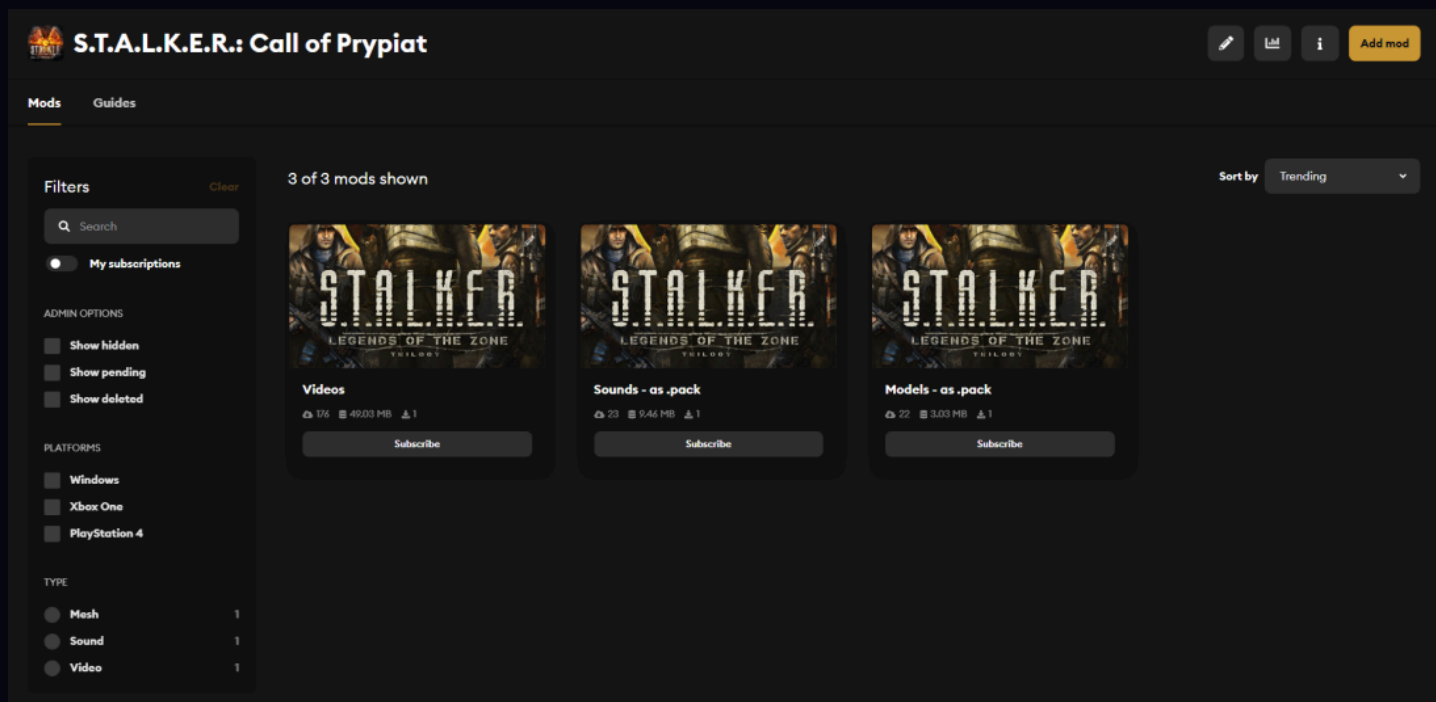 S.T.A.L.K.E.R.: Call of Prypiat
Add mod
Mods Guides
Filters Clear
Search
My subscriptions
ADMIN OPTIONS
Show hidden
Show pending
Show deleted
PLATFORMS
Windows
Xbox One
PlayStation 4
TYPE
Mesh 1
Sound 1
Video 1
3 of 3 mods shown
Sort by Trending
S.T.A.L.K.E.R.
LEGENDS OF THE ZONE
TRILOGY
Videos
176 49.03 MB 1
Subscribe
S.T.A.L.K.E.R.
LEGENDS OF THE ZONE
TRILOGY
Sounds - as .pack
23 9.46 MB 1
Subscribe
S.T.A.L.K.E.R.
LEGENDS OF THE ZONE
TRILOGY
Models - as .pack
22 3.03 MB 1
Subscribe